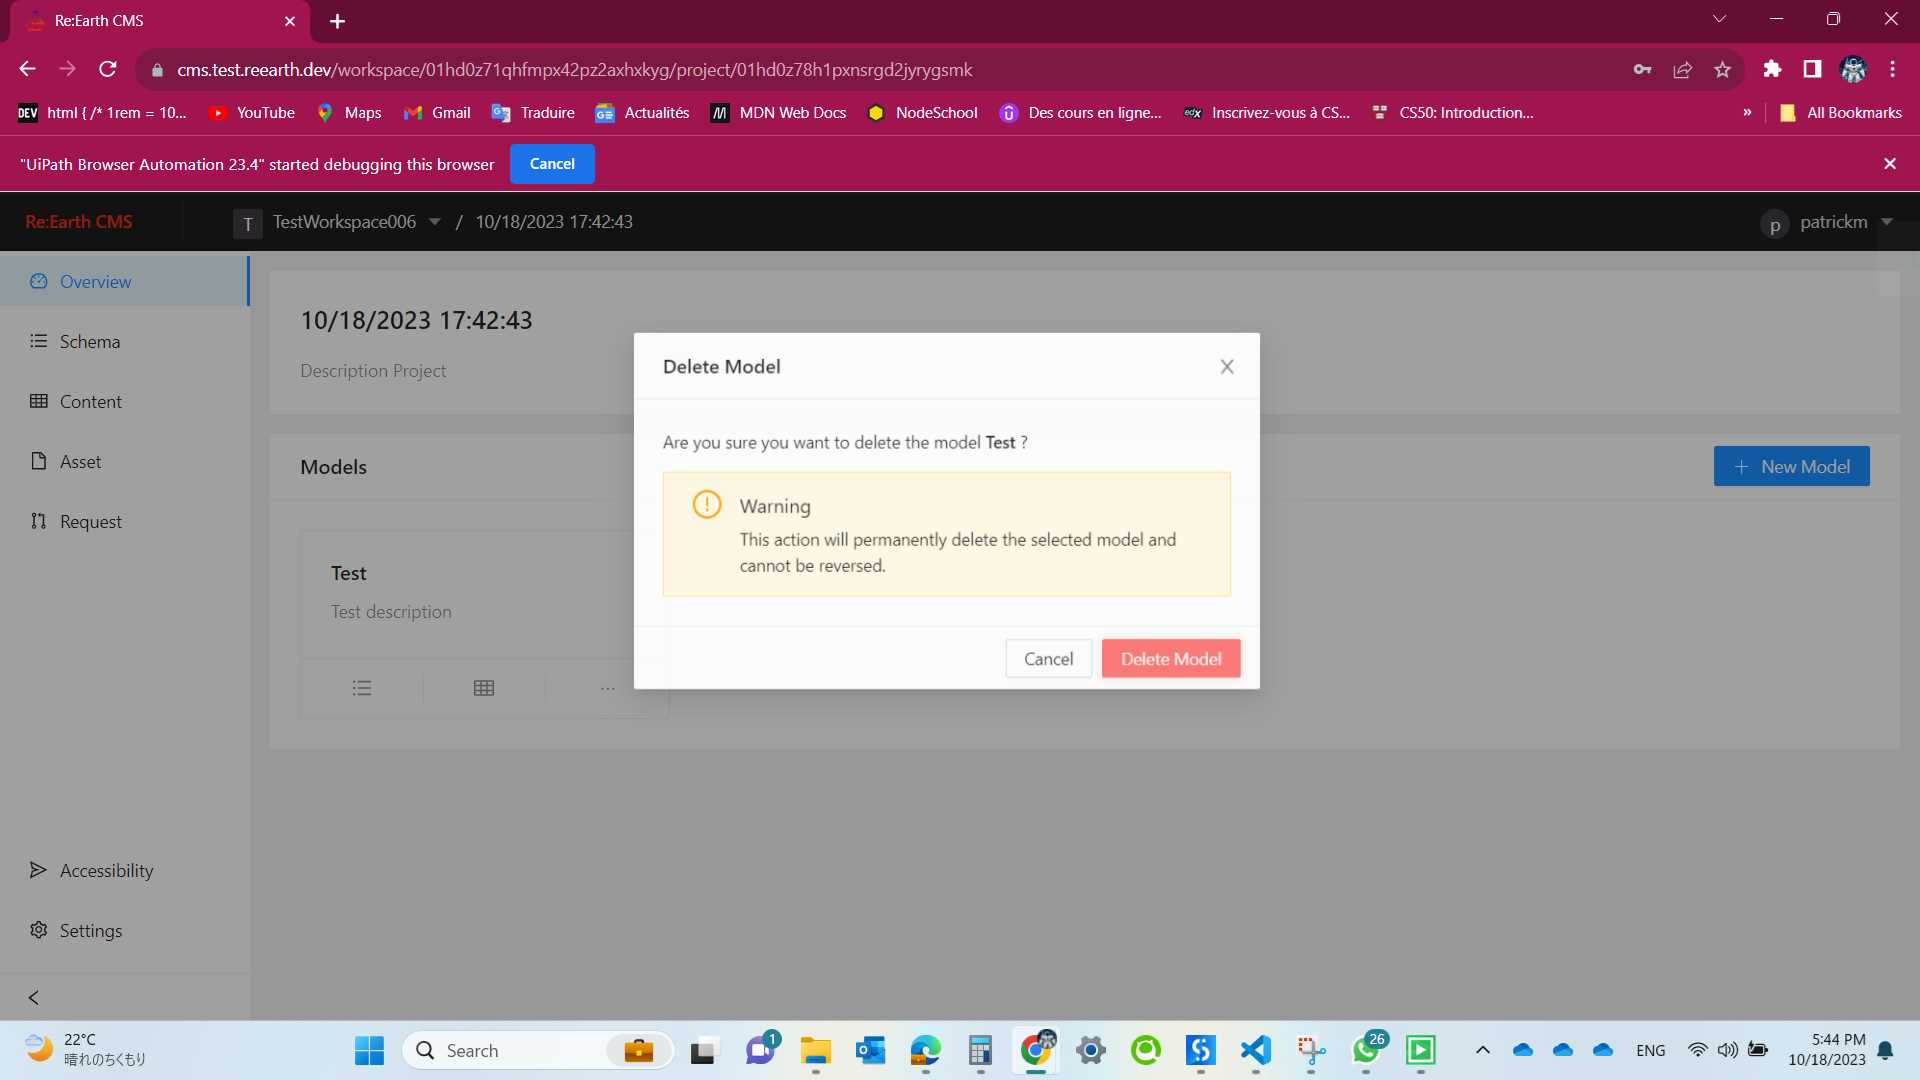 Re:Earth CMS
cms.test.reearth.dev/workspace/01hd0z71qhfmpx42pz2axhxkyg/project/01hd0z78h1pxnsrgd2jyrygsmk
DEV html { /* 1rem = 10... YouTube Maps Gmail Traduire Actualités MDN Web Docs NodeSchool Des cours en ligne... edX Inscrivez-vous à CS... CS50: Introduction... » All Bookmarks
"UiPath Browser Automation 23.4" started debugging this browser Cancel
Re:Earth CMS T TestWorkspace006 / 10/18/2023 17:42:43 p patrickm
Overview
Schema
Content
Asset
Request
Accessibility
Settings
10/18/2023 17:42:43
Description Project
Models
New Model
Test
Test description
Delete Model
Are you sure you want to delete the model Test ?
Warning
This action will permanently delete the selected model and
cannot be reversed.
Cancel Delete Model
22°C
晴れのちくもり
Search
1
26
ENG
5:44 PM
10/18/2023